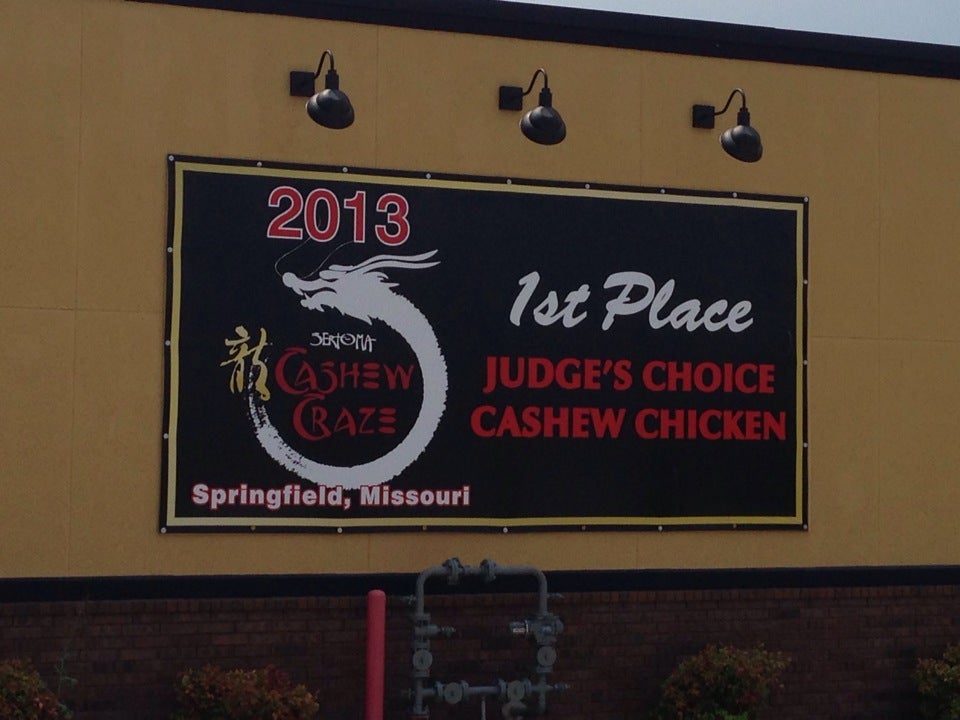 2013
SERTOMA
龍
CASHEW
CRAZE
Springfield, Missouri
1st Place
JUDGE'S CHOICE
CASHEW CHICKEN